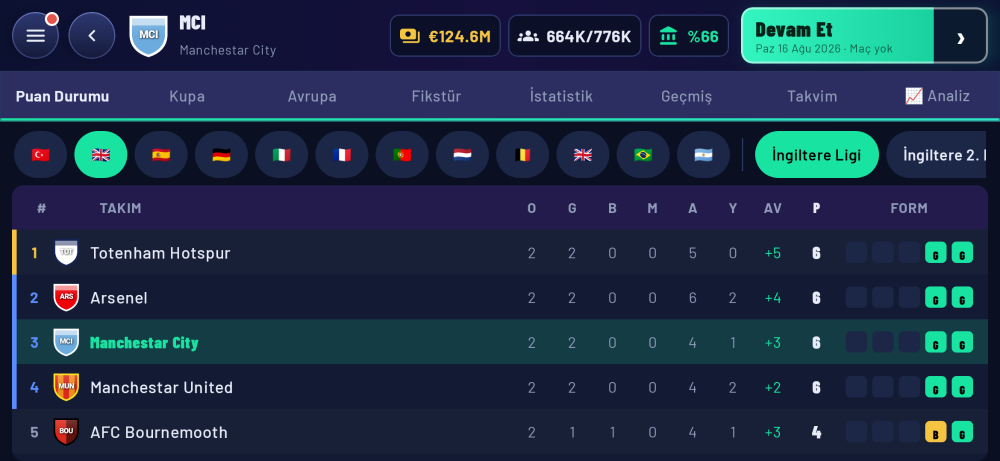 MCI
MCI
Manchestar City
€124.6M
664K/776K
%66
Devam Et
Paz 16 Ağu 2026 · Maç yok
Puan Durumu Kupa Avrupa Fikstür İstatistik Geçmiş Takvim Analiz
İngiltere Ligi İngiltere 2.
# TAKIM O G B M A Y AV P FORM
1 TOT Totenham Hotspur 2 2 0 0 5 0 +5 6 G G
2 ARS Arsenel 2 2 0 0 6 2 +4 6 G G
3 MCI Manchestar City 2 2 0 0 4 1 +3 6 G G
4 MUN Manchestar United 2 2 0 0 4 2 +2 6 G G
5 BOU AFC Bournemooth 2 1 1 0 4 1 +3 4 B G